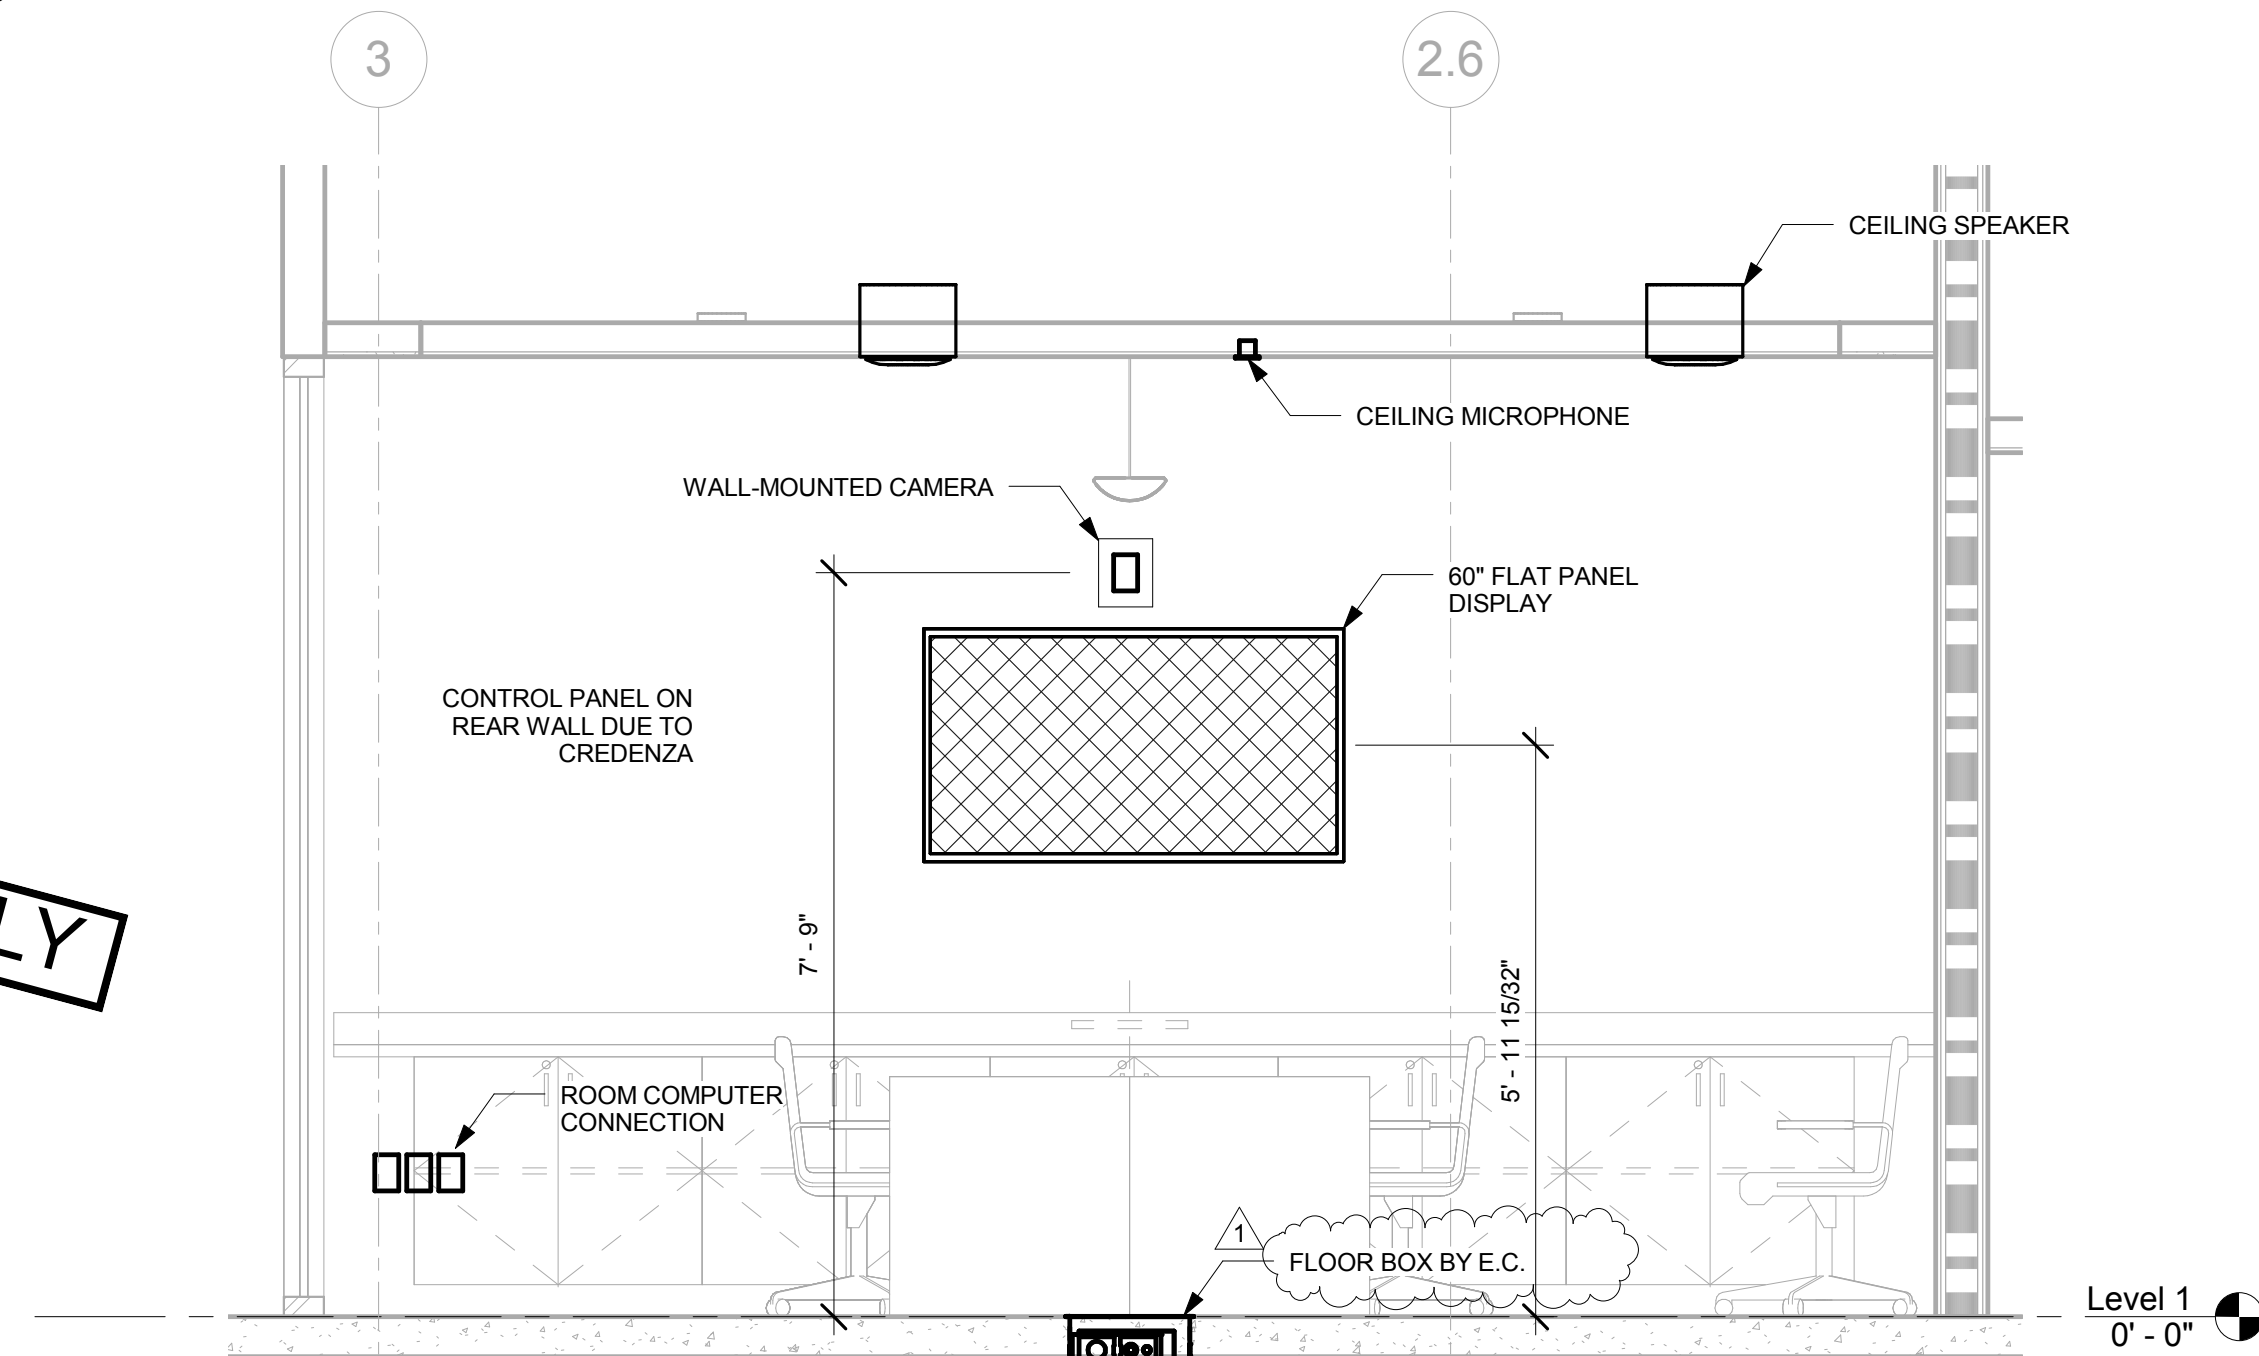 3
2.6
CEILING SPEAKER
CEILING MICROPHONE
WALL-MOUNTED CAMERA
60" FLAT PANEL
DISPLAY
CONTROL PANEL ON
REAR WALL DUE TO
CREDENZA
LY
7' - 9"
5' - 11 15/32"
ROOM COMPUTER
CONNECTION
1
FLOOR BOX BY E.C.
Level 1
0' - 0"